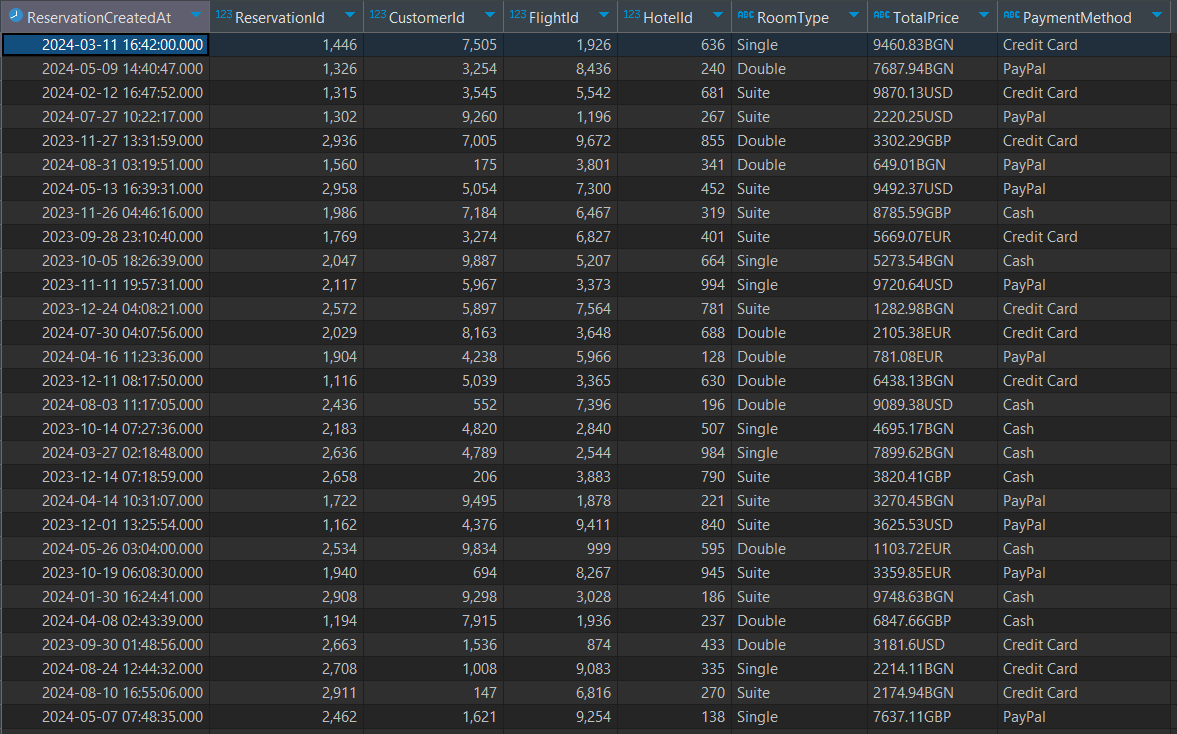 ReservationCreatedAt 123 ReservationId 123 CustomerId 123 FlightId 123 HotelId ABC RoomType ABC TotalPrice ABC PaymentMethod
2024-03-11 16:42:00.000 1,446 7,505 1,926 636 Single 9460.83BGN Credit Card
2024-05-09 14:40:47.000 1,326 3,254 8,436 240 Double 7687.94BGN PayPal
2024-02-12 16:47:52.000 1,315 3,545 5,542 681 Suite 9870.13USD Credit Card
2024-07-27 10:22:17.000 1,302 9,260 1,196 267 Suite 2220.25USD PayPal
2023-11-27 13:31:59.000 2,936 7,005 9,672 855 Double 3302.29GBP Credit Card
2024-08-31 03:19:51.000 1,560 175 3,801 341 Double 649.01BGN PayPal
2024-05-13 16:39:31.000 2,958 5,054 7,300 452 Suite 9492.37USD PayPal
2023-11-26 04:46:16.000 1,986 7,184 6,467 319 Suite 8785.59GBP Cash
2023-09-28 23:10:40.000 1,769 3,274 6,827 401 Suite 5669.07EUR Credit Card
2023-10-05 18:26:39.000 2,047 9,887 5,207 664 Single 5273.54BGN Cash
2023-11-11 19:57:31.000 2,117 5,967 3,373 994 Single 9720.64USD PayPal
2023-12-24 04:08:21.000 2,572 5,897 7,564 781 Suite 1282.98BGN Credit Card
2024-07-30 04:07:56.000 2,029 8,163 3,648 688 Double 2105.38EUR Credit Card
2024-04-16 11:23:36.000 1,904 4,238 5,966 128 Double 781.08EUR PayPal
2023-12-11 08:17:50.000 1,116 5,039 3,365 630 Double 6438.13BGN Credit Card
2024-08-03 11:17:05.000 2,436 552 7,396 196 Double 9089.38USD Cash
2023-10-14 07:27:36.000 2,183 4,820 2,840 507 Single 4695.17BGN Cash
2024-03-27 02:18:48.000 2,636 4,789 2,544 984 Single 7899.62BGN Cash
2023-12-14 07:18:59.000 2,658 206 3,883 790 Suite 3820.41GBP Cash
2024-04-14 10:31:07.000 1,722 9,495 1,878 221 Suite 3270.45BGN PayPal
2023-12-01 13:25:54.000 1,162 4,376 9,411 840 Suite 3625.53USD PayPal
2024-05-26 03:04:00.000 2,534 9,834 999 595 Double 1103.72EUR Cash
2023-10-19 06:08:30.000 1,940 694 8,267 945 Suite 3359.85EUR PayPal
2024-01-30 16:24:41.000 2,908 9,298 3,028 186 Suite 9748.63BGN Cash
2024-04-08 02:43:39.000 1,194 7,915 1,936 237 Double 6847.66GBP Cash
2023-09-30 01:48:56.000 2,663 1,536 874 433 Double 3181.6USD Credit Card
2024-08-24 12:44:32.000 2,708 1,008 9,083 335 Single 2214.11BGN Credit Card
2024-08-10 16:55:06.000 2,911 147 6,816 270 Suite 2174.94BGN Credit Card
2024-05-07 07:48:35.000 2,462 1,621 9,254 138 Single 7637.11GBP PayPal